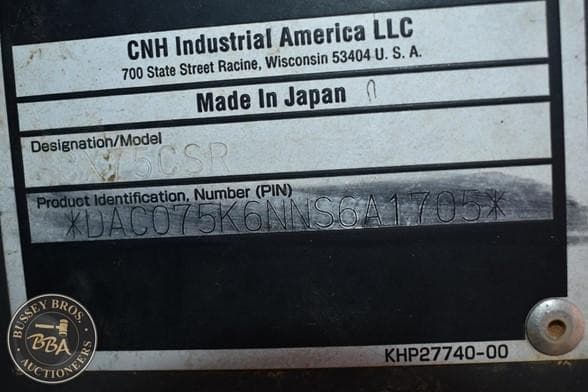 CNH Industrial America LLC
700 State Street Racine, Wisconsin 53404 U. S. A.
Made In Japan
Designation/Model
CX75CSR
Product Identification, Number (PIN)
*DAC075K6NNS6A1705*
KHP27740-00
BUSSEY BROS.
BBA
AUCTIONEERS